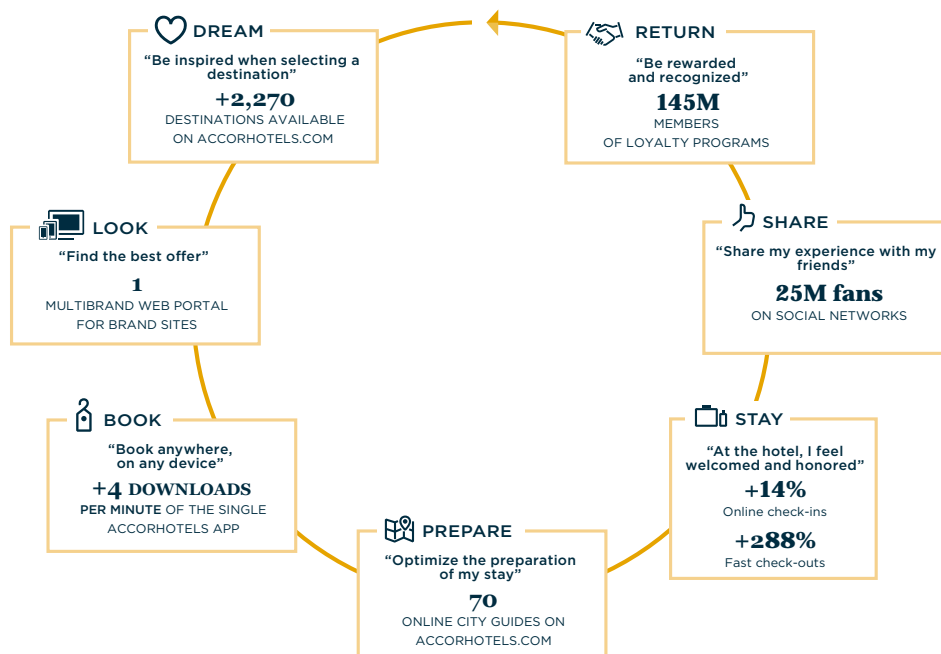 DREAM
“Be inspired when selecting a
destination”
+2,270
DESTINATIONS AVAILABLE
ON ACCORHOTELS.COM
LOOK
“Find the best offer”
1
MULTIBRAND WEB PORTAL
FOR BRAND SITES
BOOK
“Book anywhere,
on any device”
+4 DOWNLOADS
PER MINUTE OF THE SINGLE
ACCORHOTELS APP
PREPARE
“Optimize the preparation
of my stay”
70
ONLINE CITY GUIDES ON
ACCORHOTELS.COM
STAY
“At the hotel, I feel
welcomed and honored”
+14%
Online check-ins
+288%
Fast check-outs
SHARE
“Share my experience with my
friends”
25M fans
ON SOCIAL NETWORKS
RETURN
“Be rewarded
and recognized”
145M
MEMBERS
OF LOYALTY PROGRAMS